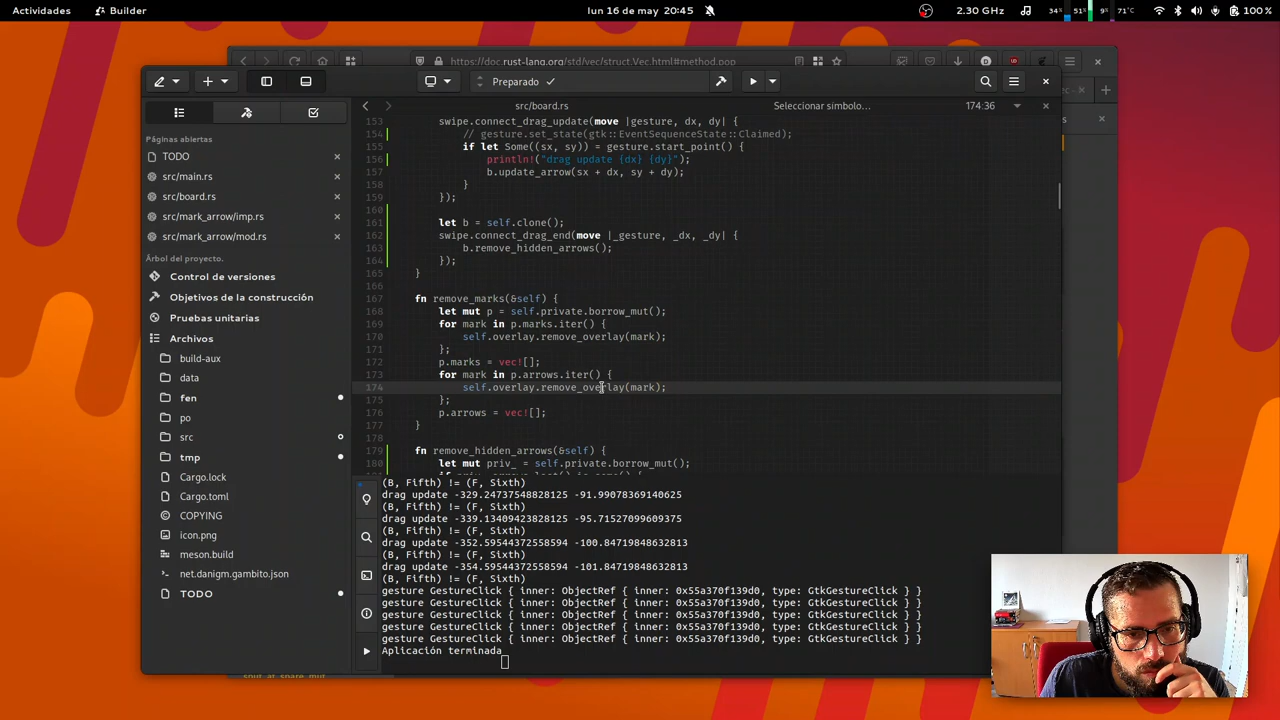 Actividades
Builder
lun 16 de may 20:45
2.30 GHz
34%
51%
9%
71°C
100 %
https://doc.rust-lang.org/std/vec/struct.Vec.html#method.pop
Preparado ✓
src/board.rs
Seleccionar simbolo…
174:36
Páginas abiertas
TODO
src/main.rs
src/board.rs
src/mark_arrow/imp.rs
src/mark_arrow/mod.rs
Árbol del proyecto.
Control de versiones
Objetivos de la construcción
Pruebas unitarias
Archivos
build-aux
data
fen
po
src
tmp
Cargo.lock
Cargo.toml
COPYING
icon.png
meson.build
net.danigm.gambito.json
TODO
153 swipe.connect_drag_update(move |gesture, dx, dy| {
154 // gesture.set_state(gtk::EventSequenceState::Claimed);
155 if let Some((sx, sy)) = gesture.start_point() {
156 println!("drag update {dx} {dy}");
157 b.update_arrow(sx + dx, sy + dy);
158 }
159 });
160
161 let b = self.clone();
162 swipe.connect_drag_end(move |_gesture, _dx, _dy| {
163 b.remove_hidden_arrows();
164 });
165 }
166
167 fn remove_marks(&self) {
168 let mut p = self.private.borrow_mut();
169 for mark in p.marks.iter() {
170 self.overlay.remove_overlay(mark);
171 };
172 p.marks = vec![];
173 for mark in p.arrows.iter() {
174 self.overlay.remove_overlay(mark);
175 };
176 p.arrows = vec![];
177 }
178
179 fn remove_hidden_arrows(&self) {
180 let mut priv_ = self.private.borrow_mut();
(B, Fifth) != (F, Sixth)
drag update -329.24737548828125 -91.99078369140625
(B, Fifth) != (F, Sixth)
drag update -339.13409423828125 -95.71527099609375
(B, Fifth) != (F, Sixth)
drag update -352.59544372558594 -100.84719848632813
(B, Fifth) != (F, Sixth)
drag update -354.59544372558594 -101.84719848632813
(B, Fifth) != (F, Sixth)
gesture GestureClick { inner: ObjectRef { inner: 0x55a370f139d0, type: GtkGestureClick } }
gesture GestureClick { inner: ObjectRef { inner: 0x55a370f139d0, type: GtkGestureClick } }
gesture GestureClick { inner: ObjectRef { inner: 0x55a370f139d0, type: GtkGestureClick } }
gesture GestureClick { inner: ObjectRef { inner: 0x55a370f139d0, type: GtkGestureClick } }
gesture GestureClick { inner: ObjectRef { inner: 0x55a370f139d0, type: GtkGestureClick } }
Aplicación terminada